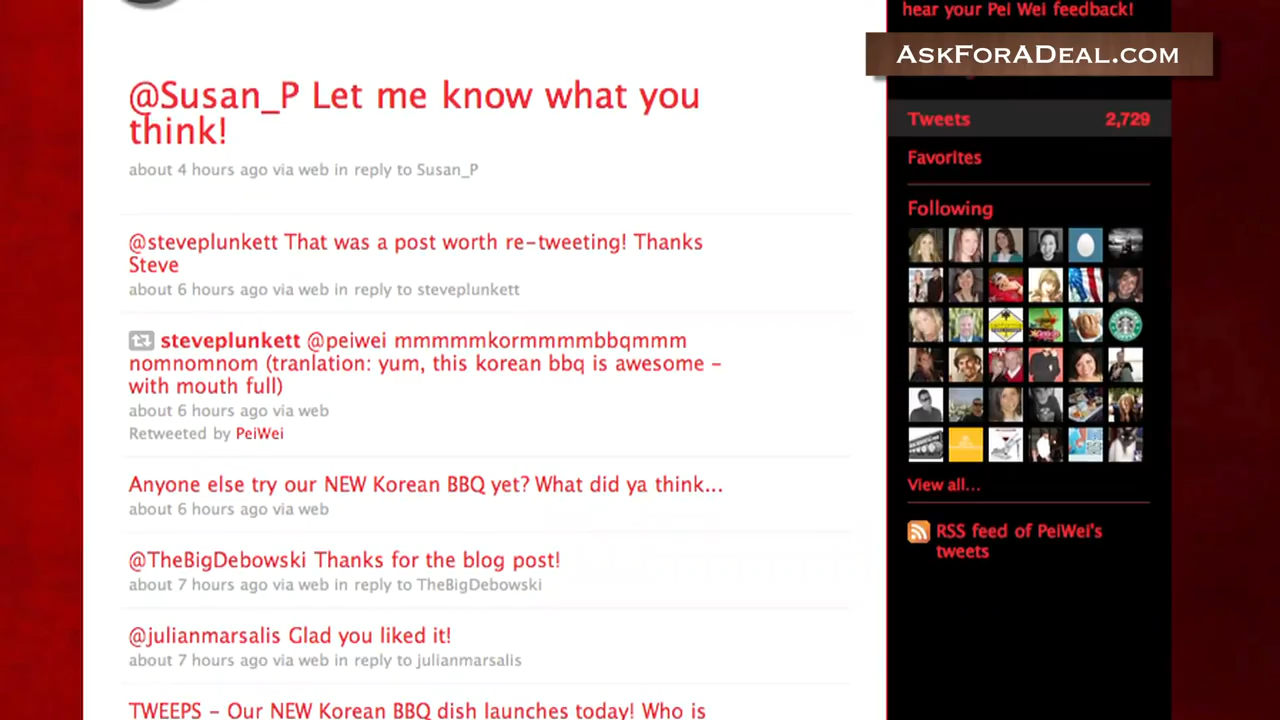 hear your Pei Wei feedback!
AskForADeal.com
@Susan_P Let me know what you
think!
about 4 hours ago via web in reply to Susan_P
@steveplunkett That was a post worth re-tweeting! Thanks
Steve
about 6 hours ago via web in reply to steveplunkett
steveplunkett @peiwei mmmmmkormmmmbbqmmm
nomnomnom (tranlation: yum, this korean bbq is awesome -
with mouth full)
about 6 hours ago via web
Retweeted by PeiWei
Anyone else try our NEW Korean BBQ yet? What did ya think...
about 6 hours ago via web
@TheBigDebowski Thanks for the blog post!
about 7 hours ago via web in reply to TheBigDebowski
@julianmarsalis Glad you liked it!
about 7 hours ago via web in reply to julianmarsalis
TWEEPS - Our NEW Korean BBQ dish launches today! Who is
Tweets 2,729
Favorites
Following
View all...
RSS feed of PeiWei's
tweets